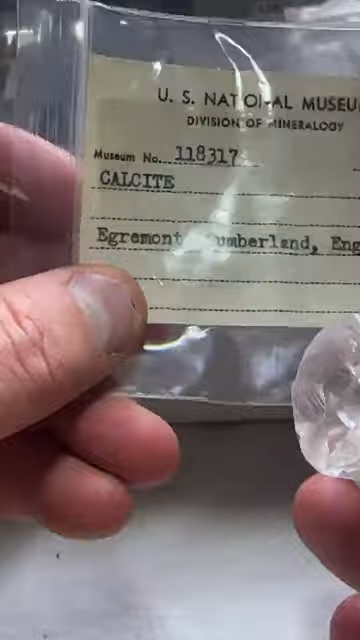 U. S. NATIONAL MUSEU
DIVISION OF MINERALOGY
Museum No. 118317
CALCITE
Egremont, Cumberland, Eng